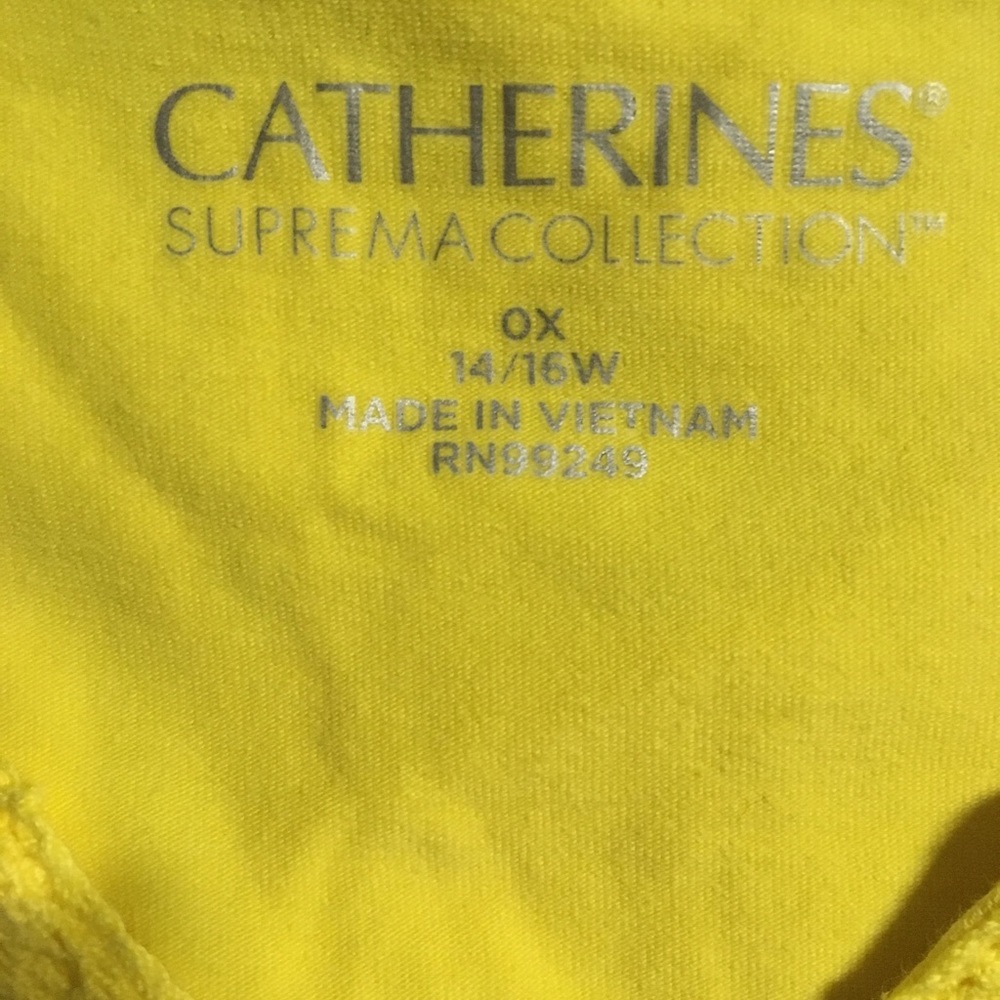 CATHERINES®
SUPREMA COLLECTION™
0X
14/16W
MADE IN VIETNAM
RN99249